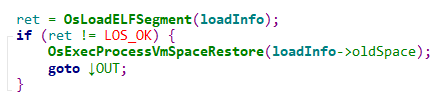 ret = OsLoadELFSegment(loadInfo);
if (ret != LOS_OK) {
    OsExecProcessVmSpaceRestore(loadInfo->oldSpace);
    goto ↓OUT;
}